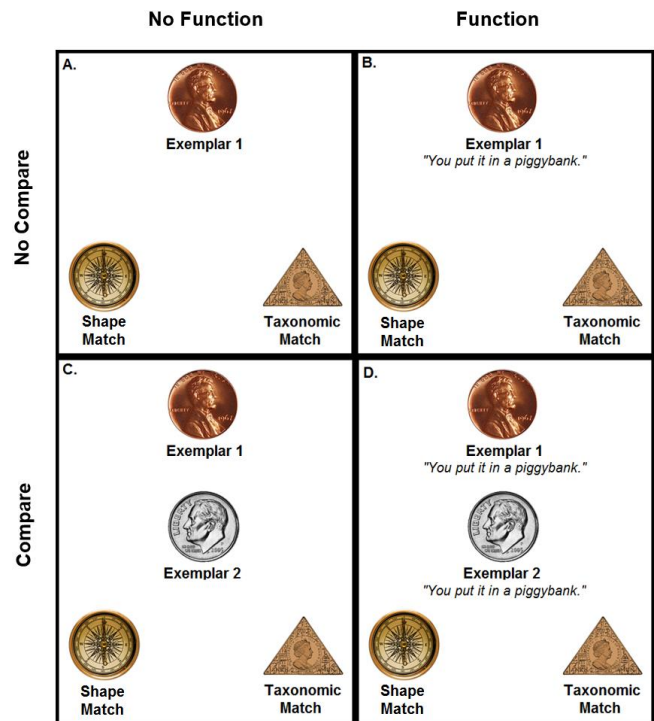 No Function
Function
No Compare
Compare
A.
Exemplar 1
Shape
Match
Taxonomic
Match
B.
Exemplar 1
"You put it in a piggybank."
Shape
Match
Taxonomic
Match
C.
Exemplar 1
LIBERTY
Exemplar 2
Shape
Match
Taxonomic
Match
D.
Exemplar 1
"You put it in a piggybank."
LIBERTY
Exemplar 2
"You put it in a piggybank."
Shape
Match
Taxonomic
Match